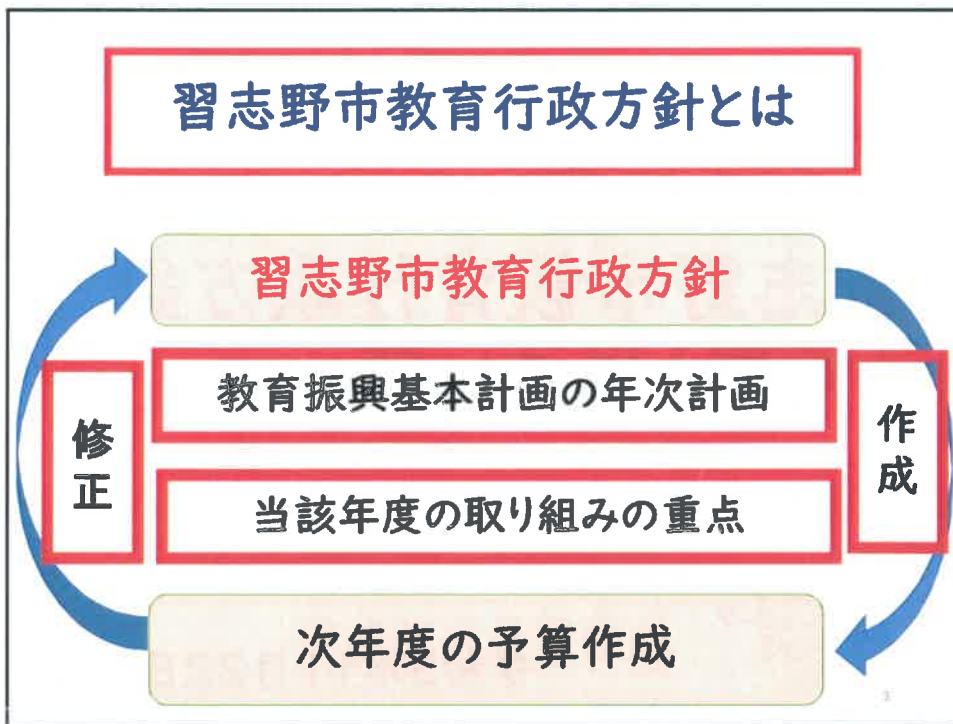 習志野市教育行政方針とは
習志野市教育行政方針
教育振興基本計画の年次計画
修正
作成
当該年度の取り組みの重点
次年度の予算作成
3